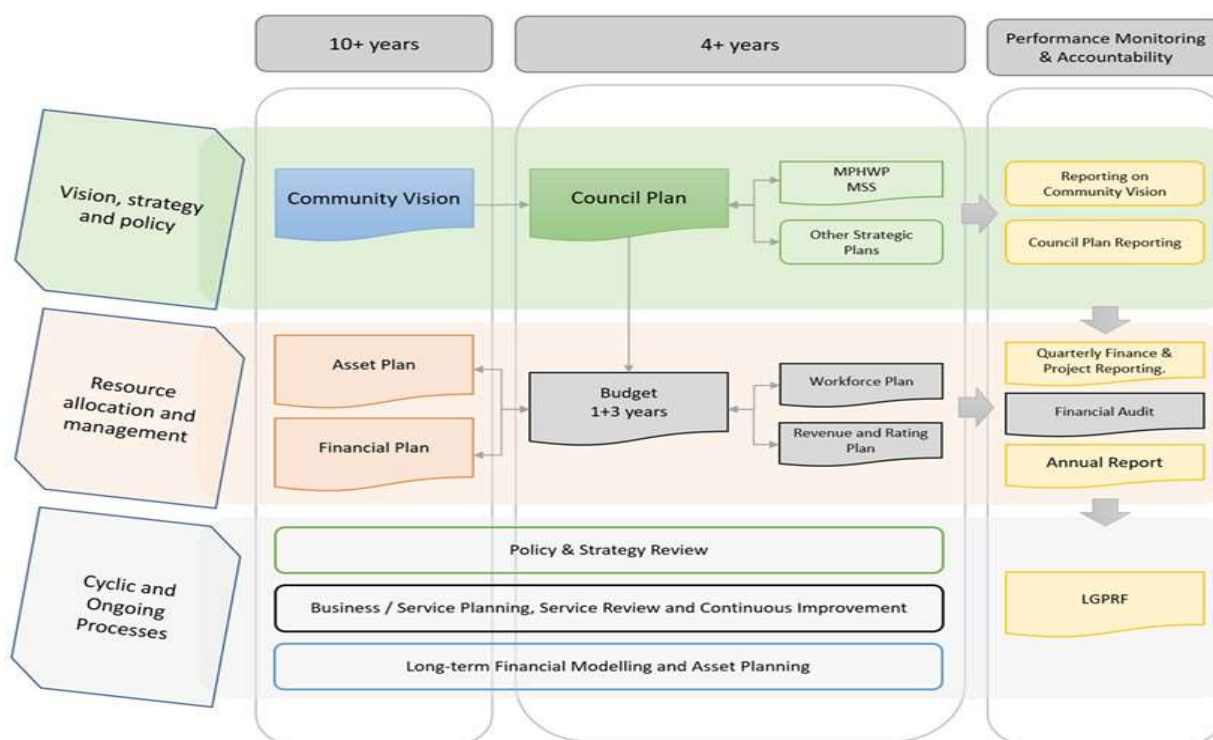 10+ years
4+ years
Performance Monitoring
& Accountability
Vision, strategy
and policy
Community Vision
Council Plan
MPHWP
MSS
Other Strategic
Plans
Reporting on
Community Vision
Council Plan Reporting
Resource
allocation and
management
Asset Plan
Financial Plan
Budget
1+3 years
Workforce Plan
Revenue and Rating
Plan
Quarterly Finance &
Project Reporting.
Financial Audit
Annual Report
Cyclic and
Ongoing
Processes
Policy & Strategy Review
Business / Service Planning, Service Review and Continuous Improvement
Long-term Financial Modelling and Asset Planning
LGPRF